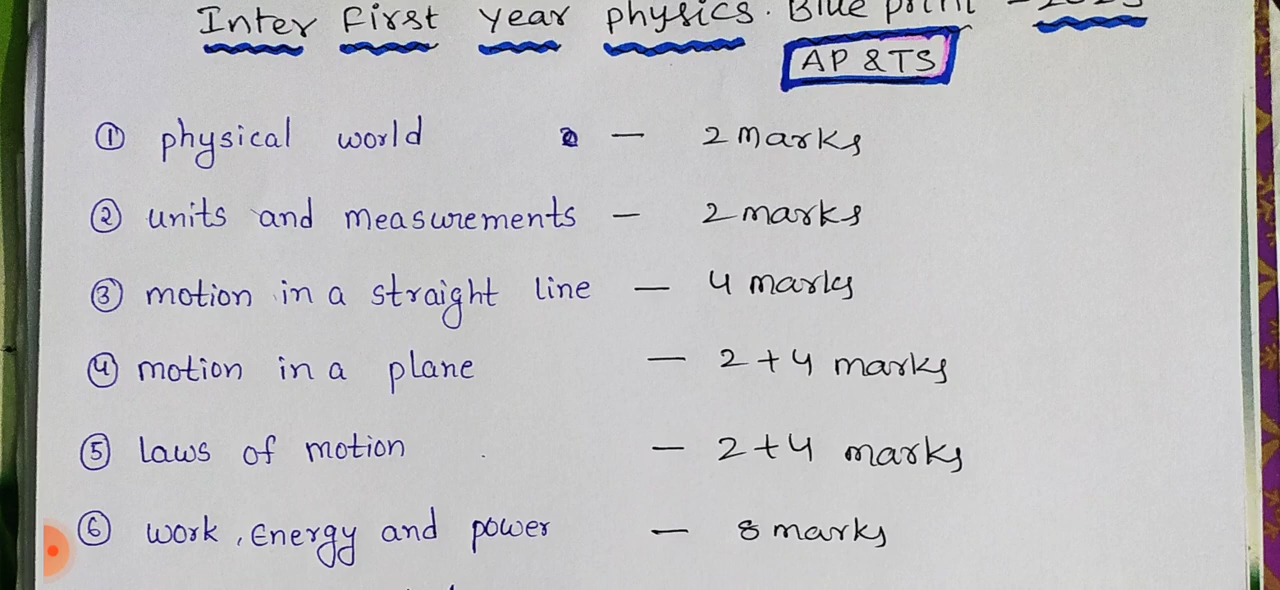 Inter First Year physics. Blue print - 2023
AP & TS
① physical world — 2 marks
② units and measurements — 2 marks
③ motion in a straight line — 4 marks
④ motion in a plane — 2 + 4 marks
⑤ laws of motion — 2 + 4 marks
⑥ work, Energy and power — 8 marks